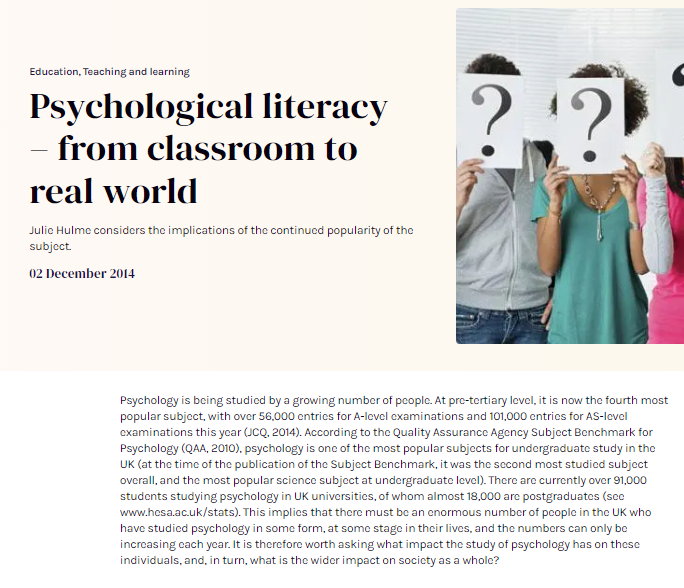 Education, Teaching and learning
Psychological literacy
– from classroom to
real world
Julie Hulme considers the implications of the continued popularity of the
subject.
02 December 2014
? ?
Psychology is being studied by a growing number of people. At pre-tertiary level, it is now the fourth most
popular subject, with over 56,000 entries for A-level examinations and 101,000 entries for AS-level
examinations this year (JCQ, 2014). According to the Quality Assurance Agency Subject Benchmark for
Psychology (QAA, 2010), psychology is one of the most popular subjects for undergraduate study in the
UK (at the time of the publication of the Subject Benchmark, it was the second most studied subject
overall, and the most popular science subject at undergraduate level). There are currently over 91,000
students studying psychology in UK universities, of whom almost 18,000 are postgraduates (see
www.hesa.ac.uk/stats). This implies that there must be an enormous number of people in the UK who
have studied psychology in some form, at some stage in their lives, and the numbers can only be
increasing each year. It is therefore worth asking what impact the study of psychology has on these
individuals, and, in turn, what is the wider impact on society as a whole?